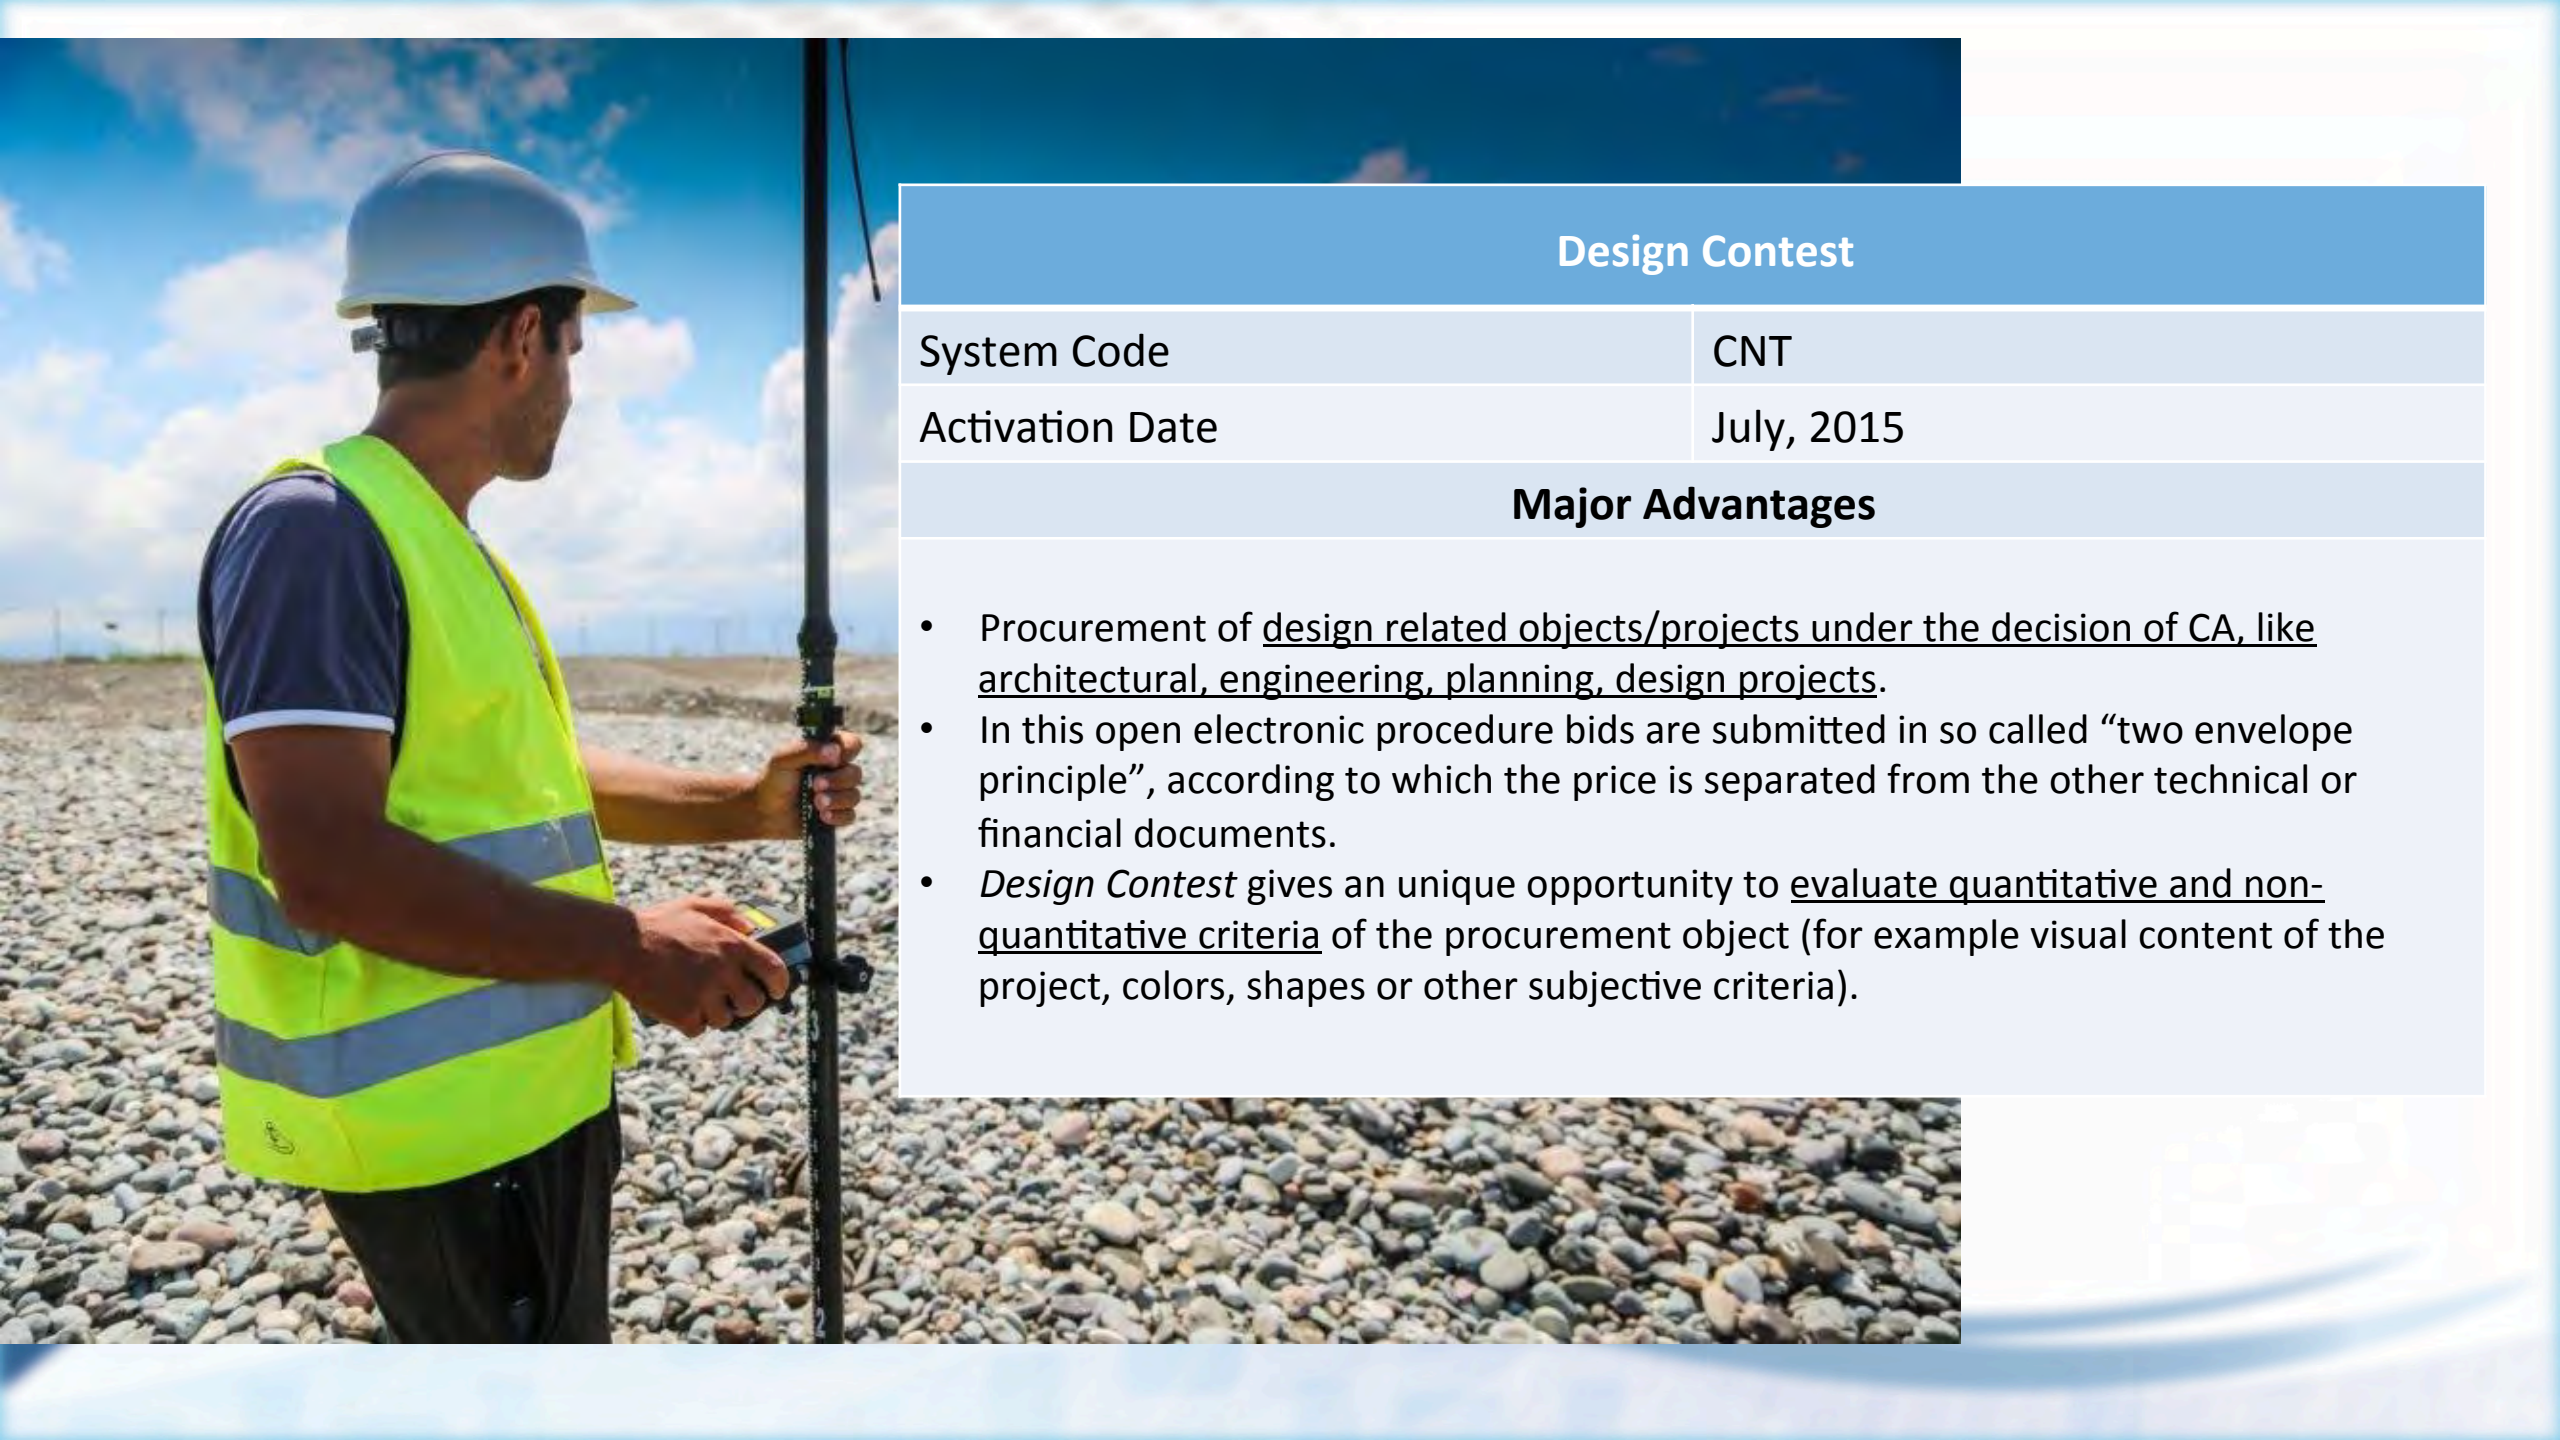 Design Contest
System Code
CNT
Activation Date
July, 2015
Major Advantages
• Procurement of design related objects/projects under the decision of CA, like
architectural, engineering, planning, design projects.
• In this open electronic procedure bids are submitted in so called “two envelope
principle”, according to which the price is separated from the other technical or
financial documents.
• Design Contest gives an unique opportunity to evaluate quantitative and non-
quantitative criteria of the procurement object (for example visual content of the
project, colors, shapes or other subjective criteria).